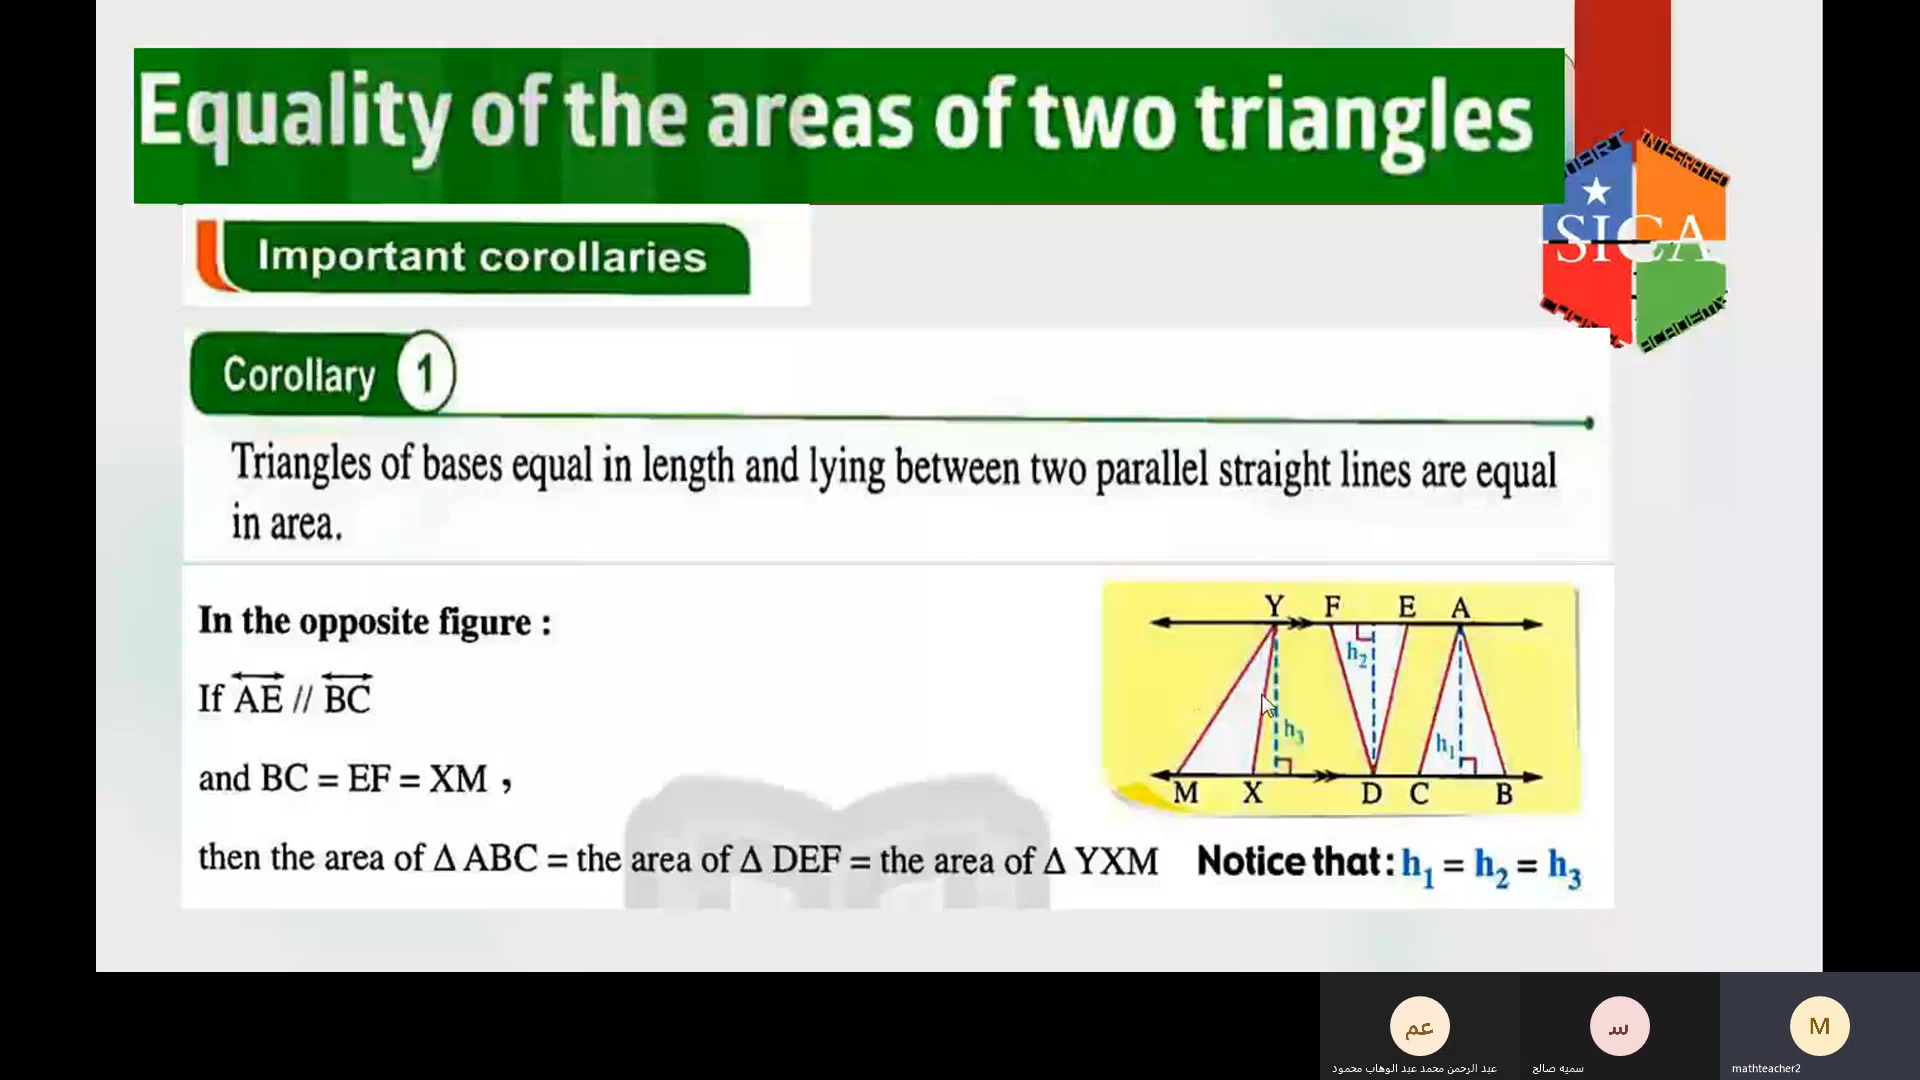 Equality of the areas of two triangles
INTEGRATED
SICA
ACADEMY
Important corollaries
Corollary 1
Triangles of bases equal in length and lying between two parallel straight lines are equal
in area.
In the opposite figure :
If AE // BC
and BC = EF = XM ,
then the area of Δ ABC = the area of Δ DEF = the area of Δ YXM
Y F E A
h2
h3
h1
M X D C B
Notice that: h1 = h2 = h3
عم
س
M
عبد الرحمن محمد عبد الوهاب محمود
سميه صالح
mathteacher2